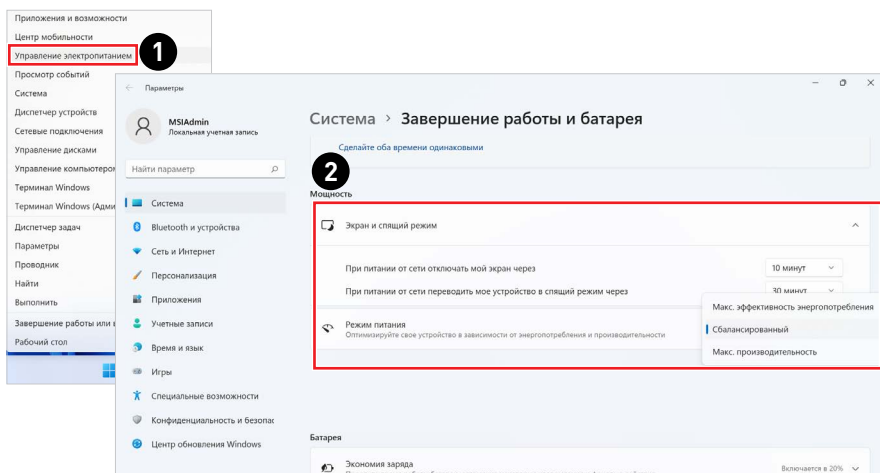 Приложения и возможности
Центр мобильности
Управление электропитанием
1
Просмотр событий
Система
Диспетчер устройств
Сетевые подключения
Управление дисками
Управление компьютеро
Терминал Windows
Терминал Windows (Адми
Диспетчер задач
Параметры
Проводник
Найти
Выполнить
Завершение работы или
Рабочий стол
Параметры
MSIAdmin
Локальная учетная запись
Найти параметр
Система
Bluetooth и устройства
Сеть и Интернет
Персонализация
Приложения
Учетные записи
Время и язык
Игры
Специальные возможности
Конфиденциальность и безопас
Центр обновления Windows
Система > Завершение работы и батарея
Сделайте оба времени одинаковыми
2
Мощность
Экран и спящий режим
При питании от сети отключать мой экран через
10 минут
При питании от сети переводить мое устройство в спящий режим через
30 минут
Режим питания
Оптимизируйте свое устройство в зависимости от энергопотребления и производительности
Макс. эффективность энергопотребления
Сбалансированный
Макс. производительность
Батарея
Экономия заряда
Включается в 20%